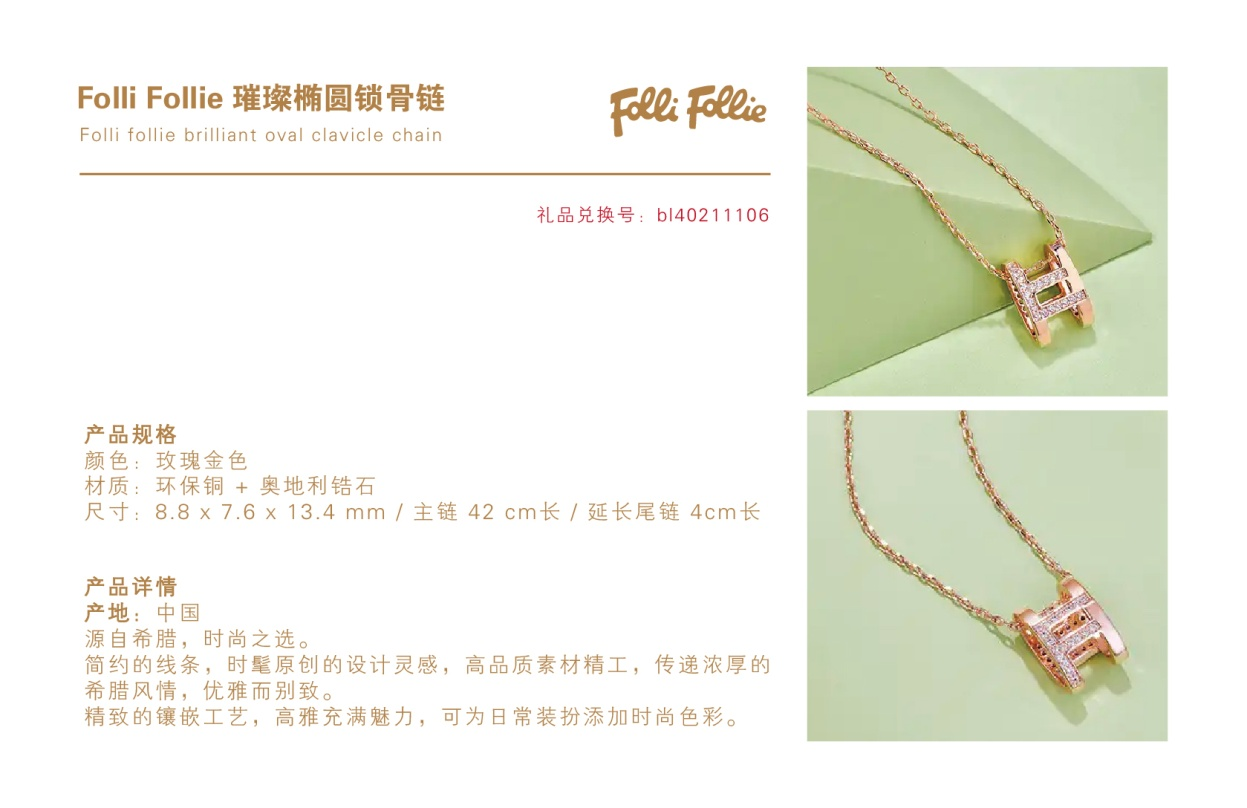 Folli Follie 璀璨椭圆锁骨链
Folli follie brilliant oval clavicle chain
Folli Follie
礼品兑换号：bl40211106
产品规格
颜色：玫瑰金色
材质：环保铜 + 奥地利锆石
尺寸：8.8 x 7.6 x 13.4 mm / 主链 42 cm长 / 延长尾链 4cm长
产品详情
产地：中国
源自希腊，时尚之选。
简约的线条，时髦原创的设计灵感，高品质素材精工，传递浓厚的
希腊风情，优雅而别致。
精致的镶嵌工艺，高雅充满魅力，可为日常装扮添加时尚色彩。